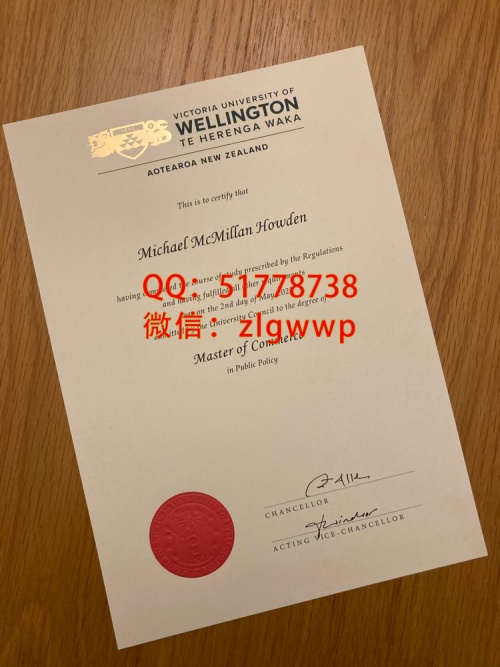 VICTORIA UNIVERSITY OF
WELLINGTON
TE HERENGA WAKA
AOTEAROA NEW ZEALAND
This is to certify that
Michael McMillan Howden
having completed the course of study prescribed by the Regulations
and having fulfilled all other requirements
on the 2nd day of May
QQ：51778738
the University Council to the degree of
微信：zlqwwp
Master of Commerce
in Public Policy
CHANCELLOR
ACTING VICE-CHANCELLOR